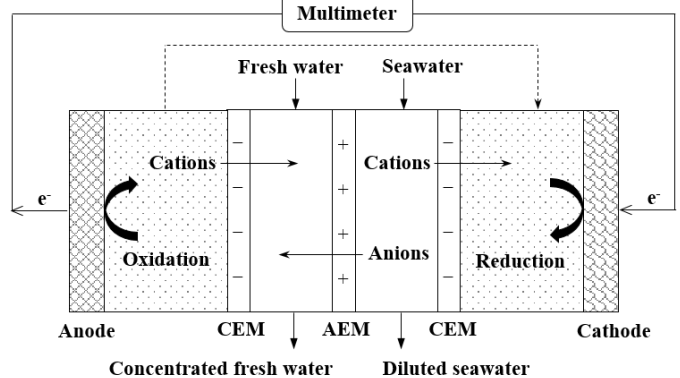 Multimeter
Fresh water Seawater
− + −
Cations Cations
− + −
e⁻ e⁻
− + −
Oxidation Anions Reduction
− + −
Anode CEM AEM CEM Cathode
Concentrated fresh water Diluted seawater